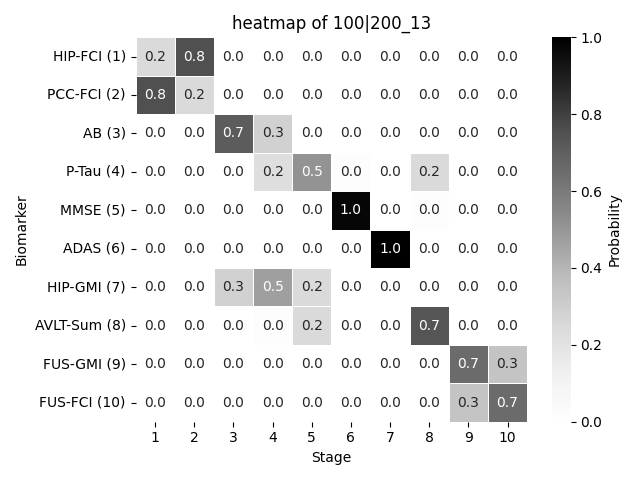 heatmap of 100|200_13
HIP-FCI (1) 0.2 0.8 0.0 0.0 0.0 0.0 0.0 0.0 0.0 0.0
PCC-FCI (2) 0.8 0.2 0.0 0.0 0.0 0.0 0.0 0.0 0.0 0.0
AB (3) 0.0 0.0 0.7 0.3 0.0 0.0 0.0 0.0 0.0 0.0
P-Tau (4) 0.0 0.0 0.0 0.2 0.5 0.0 0.0 0.2 0.0 0.0
MMSE (5) 0.0 0.0 0.0 0.0 0.0 1.0 0.0 0.0 0.0 0.0
ADAS (6) 0.0 0.0 0.0 0.0 0.0 0.0 1.0 0.0 0.0 0.0
HIP-GMI (7) 0.0 0.0 0.3 0.5 0.2 0.0 0.0 0.0 0.0 0.0
AVLT-Sum (8) 0.0 0.0 0.0 0.0 0.2 0.0 0.0 0.7 0.0 0.0
FUS-GMI (9) 0.0 0.0 0.0 0.0 0.0 0.0 0.0 0.0 0.7 0.3
FUS-FCI (10) 0.0 0.0 0.0 0.0 0.0 0.0 0.0 0.0 0.3 0.7
1 2 3 4 5 6 7 8 9 10
Stage
Biomarker
1.0
0.8
0.6
0.4
0.2
0.0
Probability